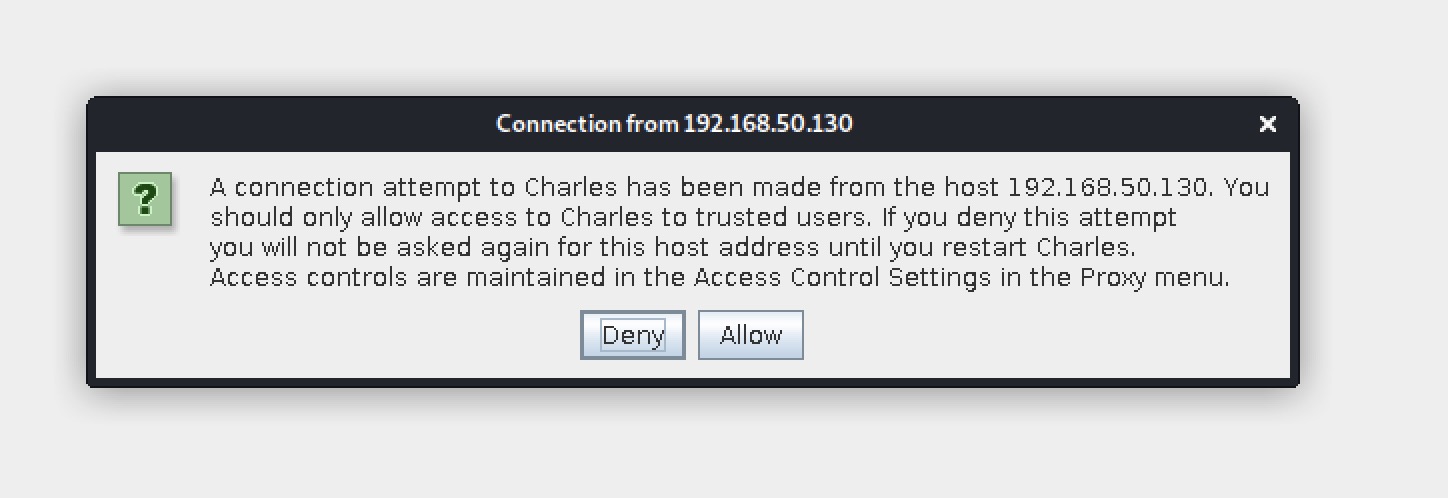 Connection from 192.168.50.130
A connection attempt to Charles has been made from the host 192.168.50.130. You
should only allow access to Charles to trusted users. If you deny this attempt
you will not be asked again for this host address until you restart Charles.
Access controls are maintained in the Access Control Settings in the Proxy menu.
Deny Allow